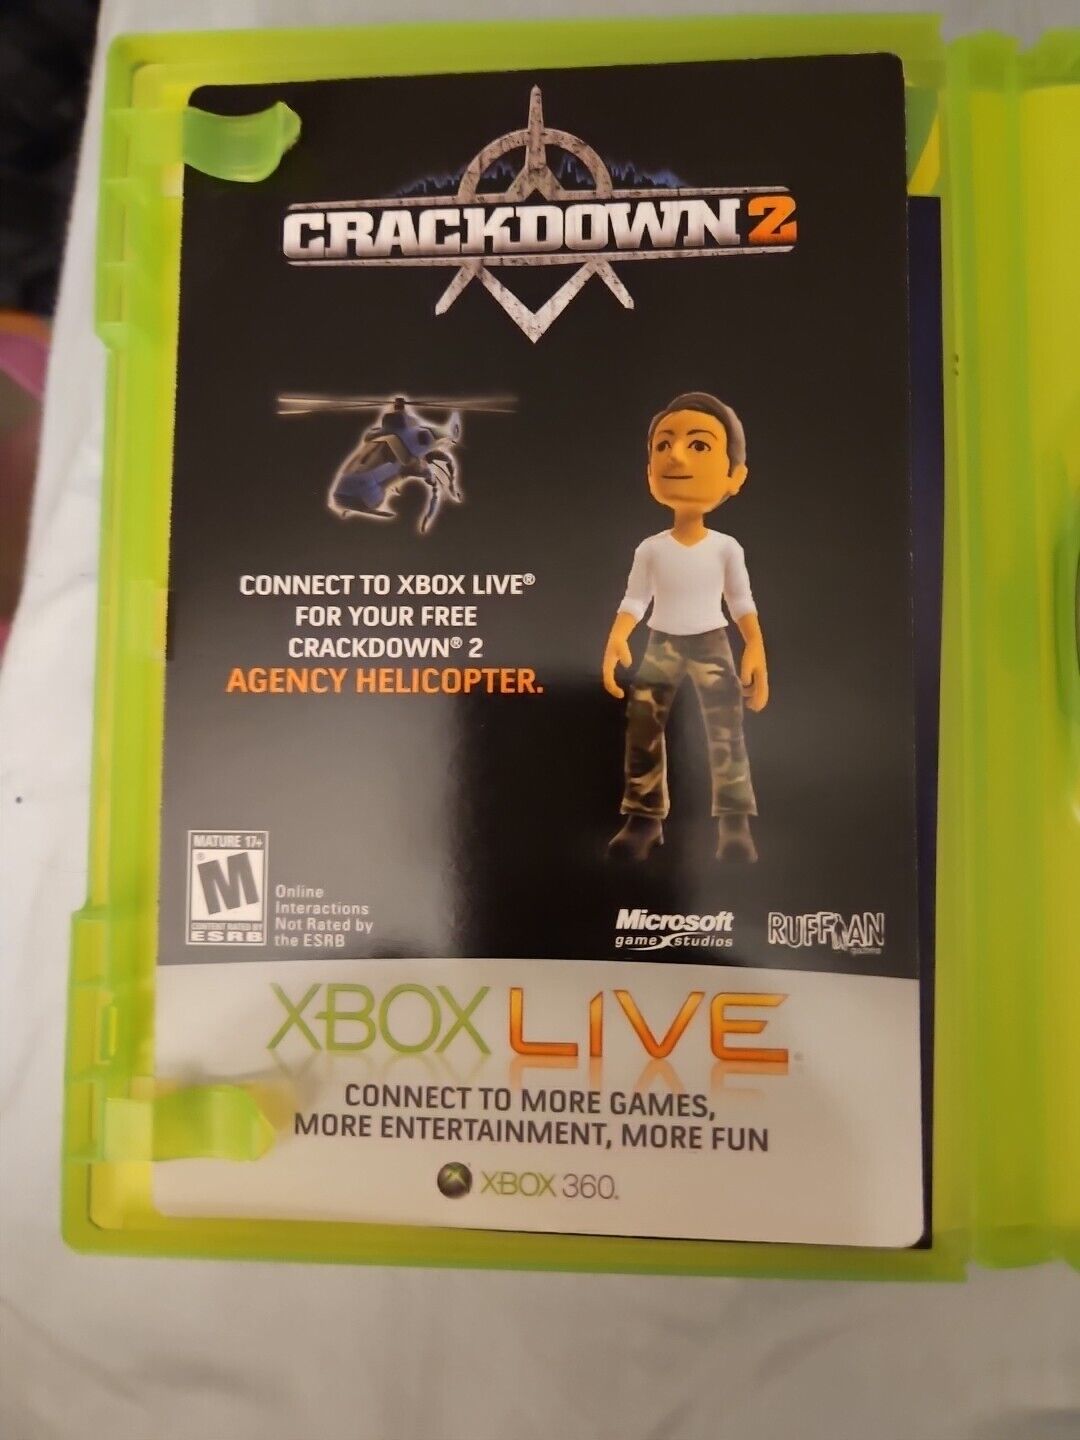 CRACKDOWN 2
CONNECT TO XBOX LIVE®
FOR YOUR FREE
CRACKDOWN® 2
AGENCY HELICOPTER.
MATURE 17+
M
®
CONTENT RATED BY
ESRB
Online
Interactions
Not Rated by
the ESRB
Microsoft
game studios
RUFFIAN
games
XBOX LIVE®
CONNECT TO MORE GAMES,
MORE ENTERTAINMENT, MORE FUN
XBOX 360.